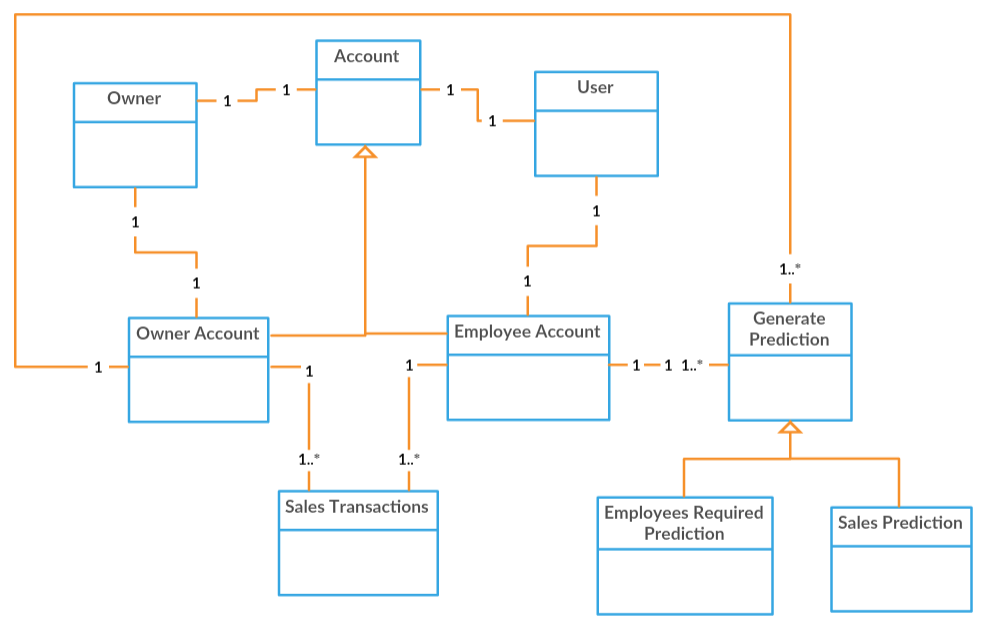 Account
User
Owner
1
1
1
1
1
1
1
1
1..*
Generate
Prediction
Owner Account
Employee Account
1
1
1
1
1 1..*
1..*
1..*
Sales Transactions
Employees Required
Prediction
Sales Prediction